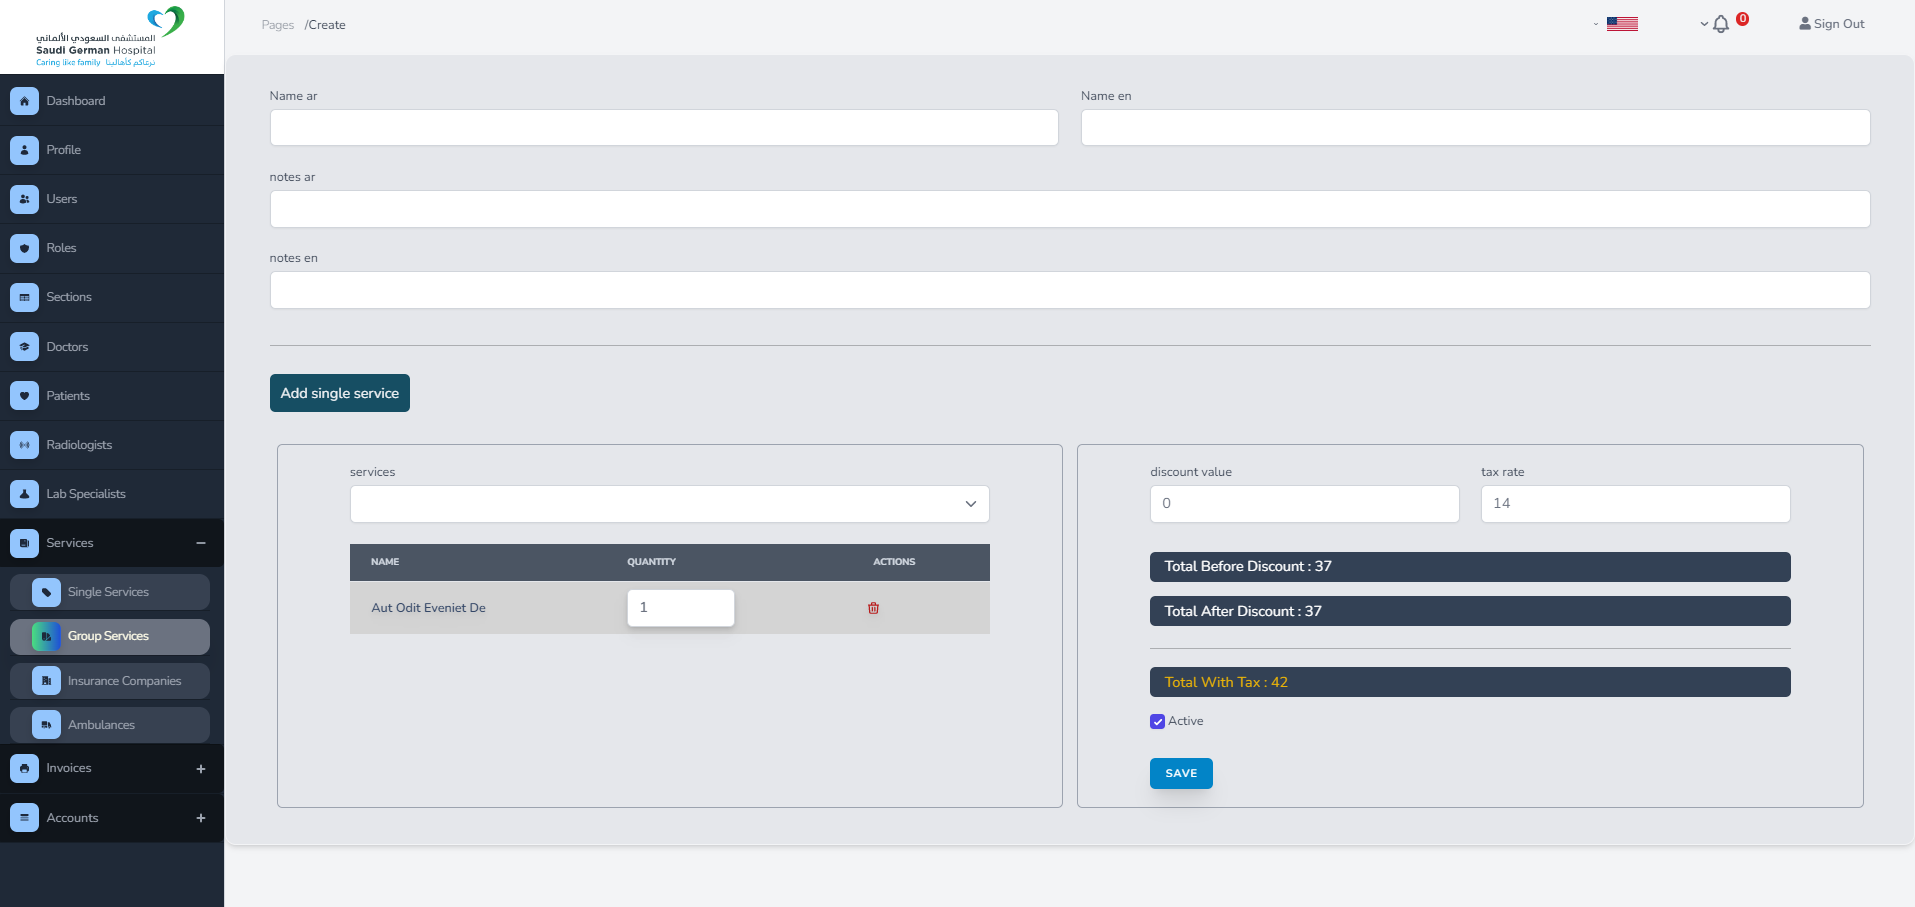 المستشفى السعودي الألماني
Saudi German Hospital
Caring like family نرعاكم كأهالينا
Pages /Create
0
Sign Out
Dashboard
Profile
Users
Roles
Sections
Doctors
Patients
Radiologists
Lab Specialists
Services
Single Services
Group Services
Insurance Companies
Ambulances
Invoices
Accounts
Name ar
Name en
notes ar
notes en
Add single service
services
NAME QUANTITY ACTIONS
Aut Odit Eveniet De 1
discount value
0
tax rate
14
Total Before Discount : 37
Total After Discount : 37
Total With Tax : 42
Active
SAVE